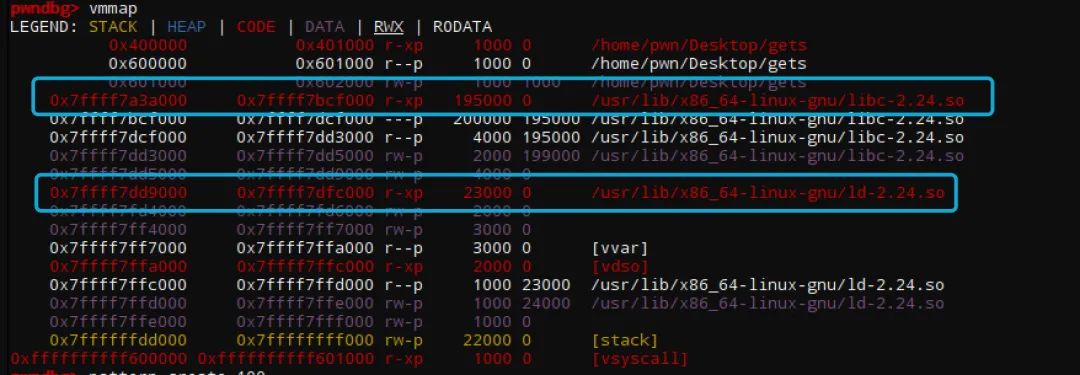 pwndbg> vmmap
LEGEND: STACK | HEAP | CODE | DATA | RWX | RODATA
0x400000 0x401000 r-xp 1000 0 /home/pwn/Desktop/gets
0x600000 0x601000 r--p 1000 0 /home/pwn/Desktop/gets
0x601000 0x602000 rw-p 1000 1000 /home/pwn/Desktop/gets
0x7ffff7a3a000 0x7ffff7bcf000 r-xp 195000 0 /usr/lib/x86_64-linux-gnu/libc-2.24.so
0x7ffff7bcf000 0x7ffff7dcf000 ---p 200000 195000 /usr/lib/x86_64-linux-gnu/libc-2.24.so
0x7ffff7dcf000 0x7ffff7dd3000 r--p 4000 195000 /usr/lib/x86_64-linux-gnu/libc-2.24.so
0x7ffff7dd3000 0x7ffff7dd5000 rw-p 2000 199000 /usr/lib/x86_64-linux-gnu/libc-2.24.so
0x7ffff7dd5000 0x7ffff7dd9000 rw-p 4000 0
0x7ffff7dd9000 0x7ffff7dfc000 r-xp 23000 0 /usr/lib/x86_64-linux-gnu/ld-2.24.so
0x7ffff7fd4000 0x7ffff7fd6000 rw-p 2000 0
0x7ffff7ff4000 0x7ffff7ff7000 rw-p 3000 0
0x7ffff7ff7000 0x7ffff7ffa000 r--p 3000 0 [vvar]
0x7ffff7ffa000 0x7ffff7ffc000 r-xp 2000 0 [vdso]
0x7ffff7ffc000 0x7ffff7ffd000 r--p 1000 23000 /usr/lib/x86_64-linux-gnu/ld-2.24.so
0x7ffff7ffd000 0x7ffff7ffe000 rw-p 1000 24000 /usr/lib/x86_64-linux-gnu/ld-2.24.so
0x7ffff7ffe000 0x7ffff7fff000 rw-p 1000 0
0x7ffffffdd000 0x7ffffffff000 rw-p 22000 0 [stack]
0xffffffffff600000 0xffffffffff601000 r-xp 1000 0 [vsyscall]
pwndbg> pattern create 100